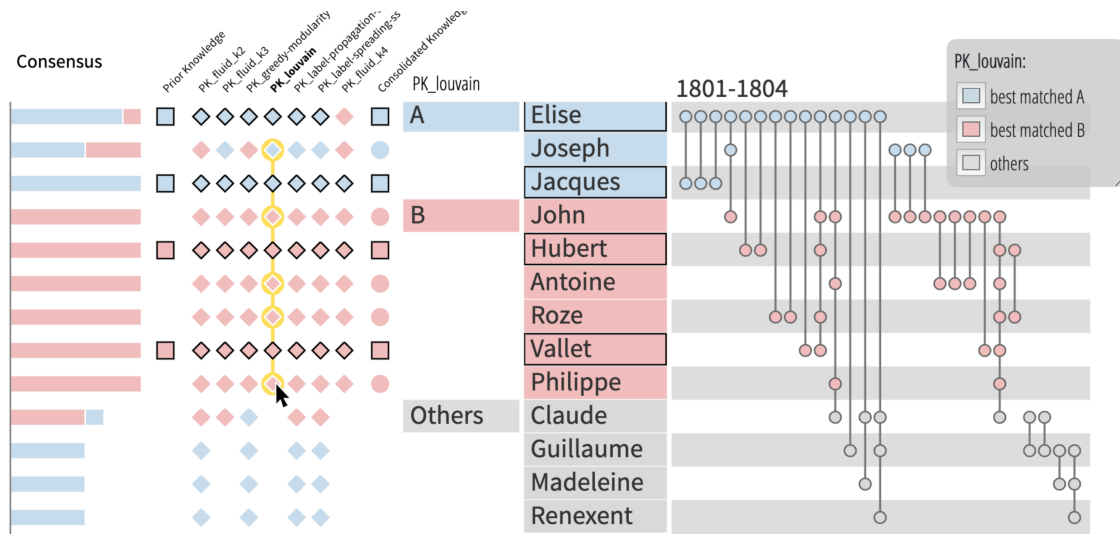 Consensus
Prior Knowledge
PK_fluid_k2
PK_fluid_k3
PK_greedy-modularity
PK_louvain
PK_label-propagation-
PK_label-spreading-ss
PK_fluid_k4
Consolidated Knowled
PK_louvain
1801-1804
PK_louvain:
best matched A
best matched B
others
A
Elise
Joseph
Jacques
B
John
Hubert
Antoine
Roze
Vallet
Philippe
Others
Claude
Guillaume
Madeleine
Renexent